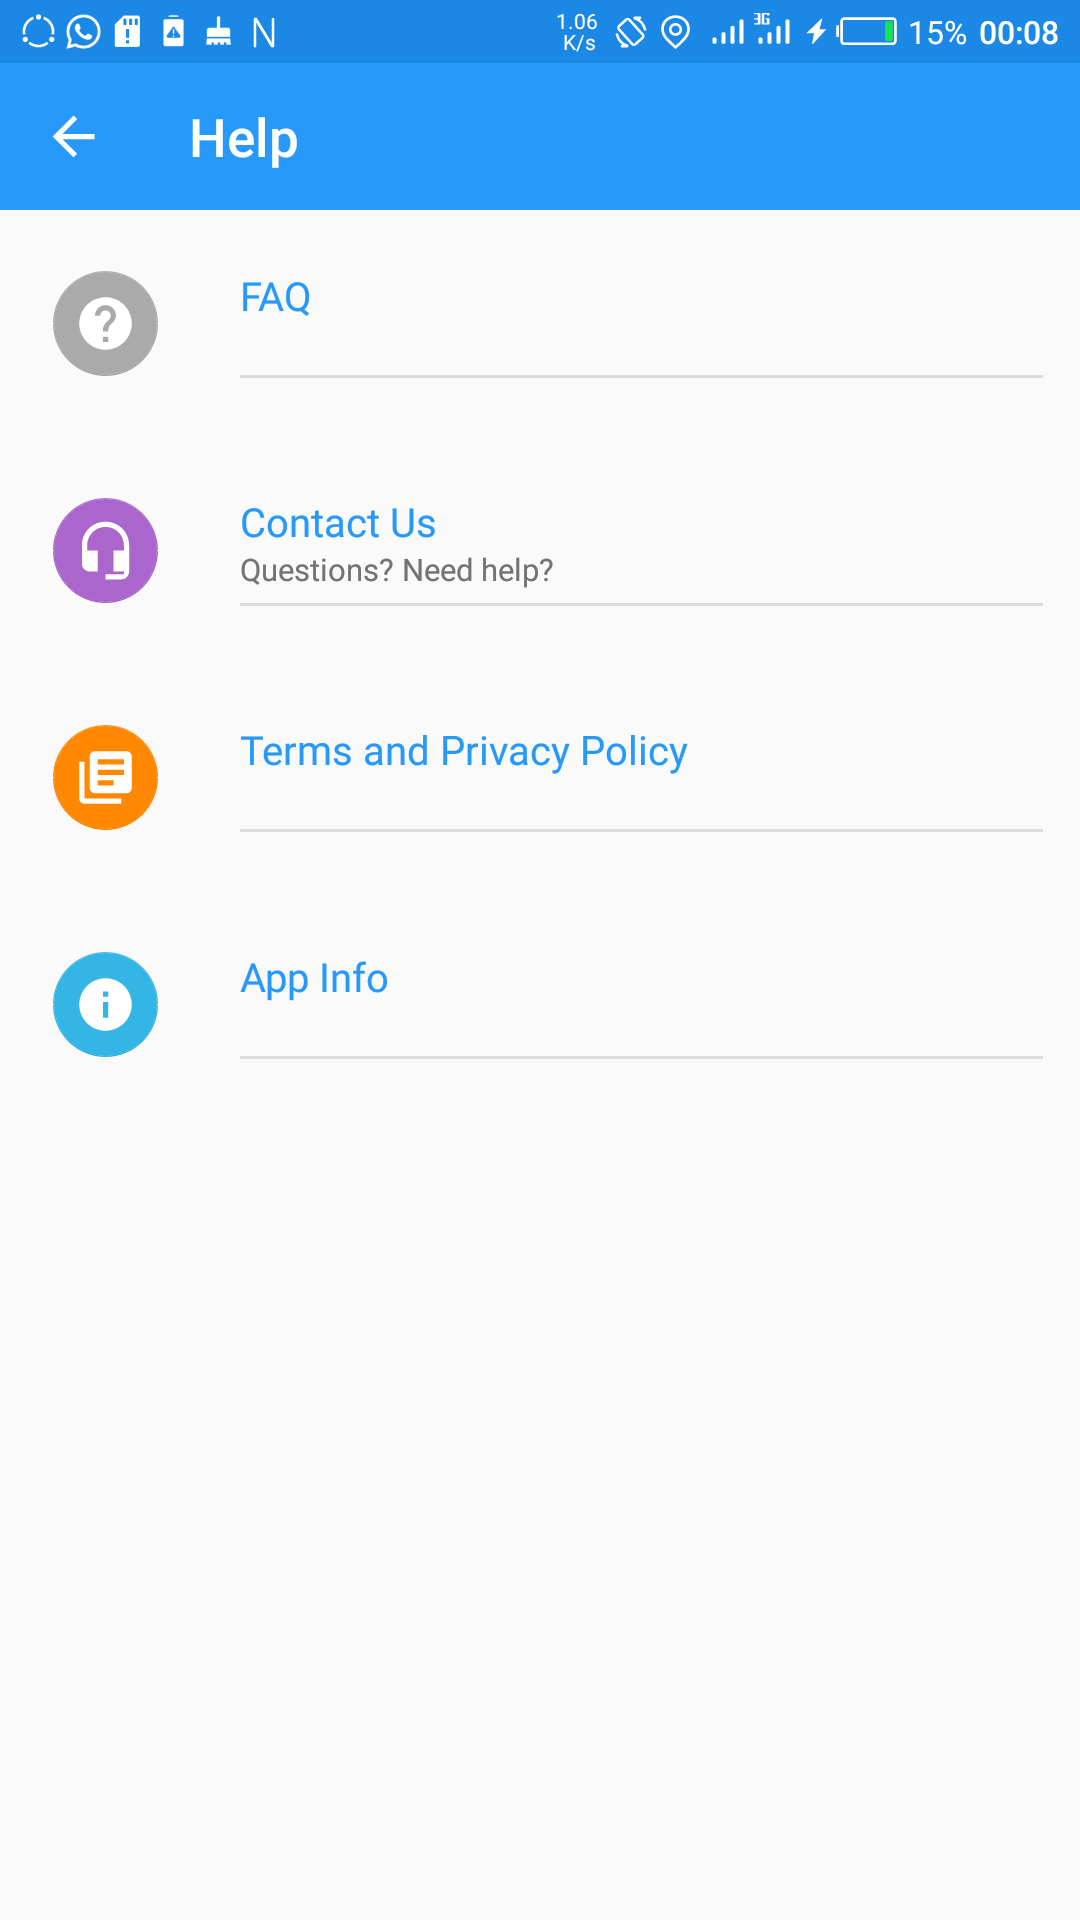 1.06
K/s
3G
15% 00:08
Help
FAQ
Contact Us
Questions? Need help?
Terms and Privacy Policy
App Info